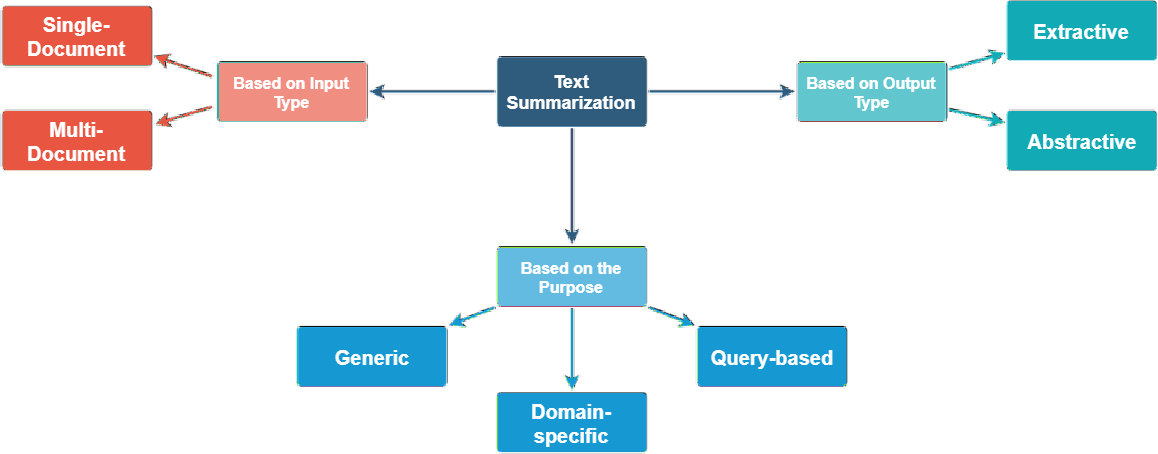 Single-
Document
Multi-
Document
Based on Input
Type
Text
Summarization
Based on Output
Type
Extractive
Abstractive
Based on the
Purpose
Generic
Domain-
specific
Query-based